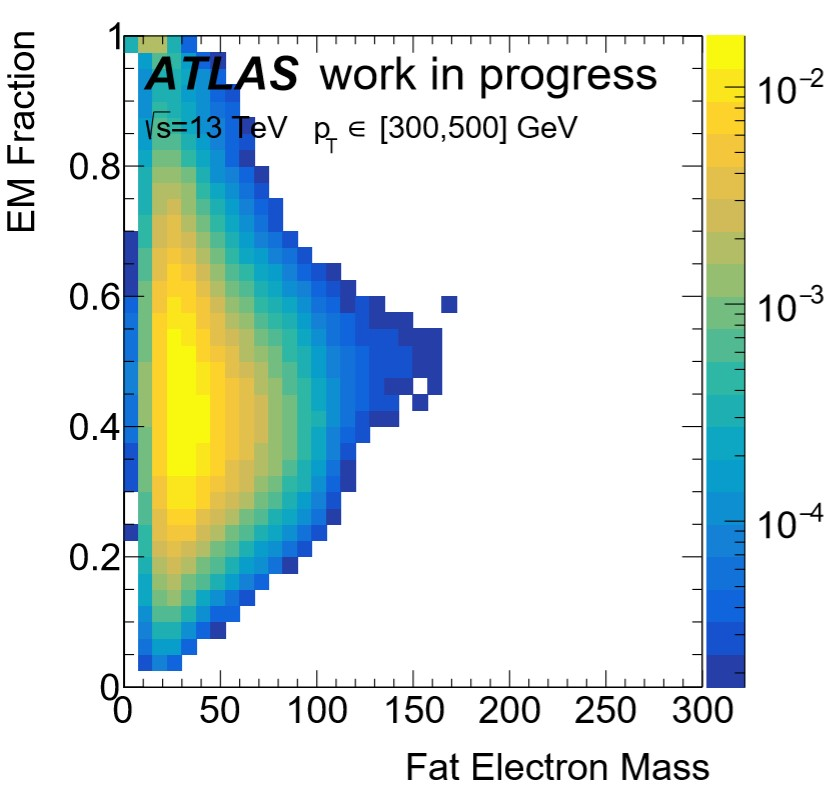 ATLAS work in progress
√s=13 TeV p_T ∈ [300,500] GeV
EM Fraction
1
0.8
0.6
0.4
0.2
0
0 50 100 150 200 250 300
Fat Electron Mass
10⁻²
10⁻³
10⁻⁴